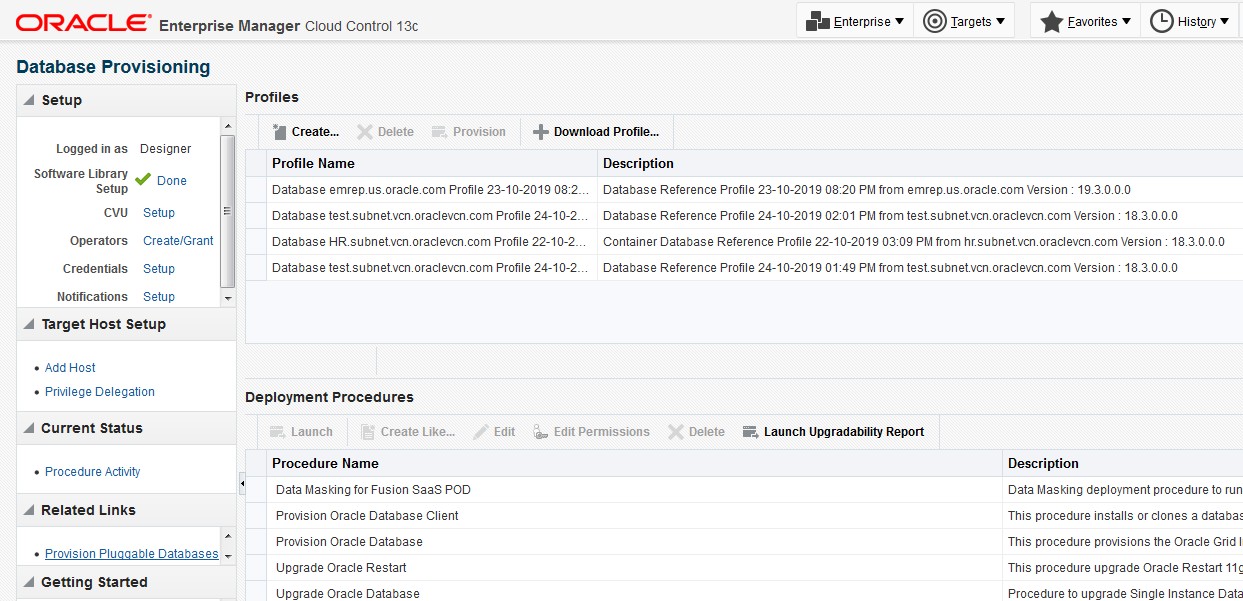 ORACLE Enterprise Manager Cloud Control 13c
Enterprise Targets Favorites History
Database Provisioning
Setup
Logged in as Designer
Software Library Setup Done
CVU Setup
Operators Create/Grant
Credentials Setup
Notifications Setup
Target Host Setup
Add Host
Privilege Delegation
Current Status
Procedure Activity
Related Links
Provision Pluggable Databases
Getting Started
Profiles
Create... Delete Provision Download Profile...
Profile Name Description
Database emrep.us.oracle.com Profile 23-10-2019 08:2... Database Reference Profile 23-10-2019 08:20 PM from emrep.us.oracle.com Version : 19.3.0.0.0
Database test.subnet.vcn.oraclevcn.com Profile 24-10-2... Database Reference Profile 24-10-2019 02:01 PM from test.subnet.vcn.oraclevcn.com Version : 18.3.0.0.0
Database HR.subnet.vcn.oraclevcn.com Profile 22-10-2... Container Database Reference Profile 22-10-2019 03:09 PM from hr.subnet.vcn.oraclevcn.com Version : 18.3.0.0.0
Database test.subnet.vcn.oraclevcn.com Profile 24-10-2... Database Reference Profile 24-10-2019 01:49 PM from test.subnet.vcn.oraclevcn.com Version : 18.3.0.0.0
Deployment Procedures
Launch Create Like... Edit Edit Permissions Delete Launch Upgradability Report
Procedure Name Description
Data Masking for Fusion SaaS POD Data Masking deployment procedure to run
Provision Oracle Database Client This procedure installs or clones a databas
Provision Oracle Database This procedure provisions the Oracle Grid I
Upgrade Oracle Restart This procedure upgrade Oracle Restart 11g
Upgrade Oracle Database Procedure to upgrade Single Instance Data